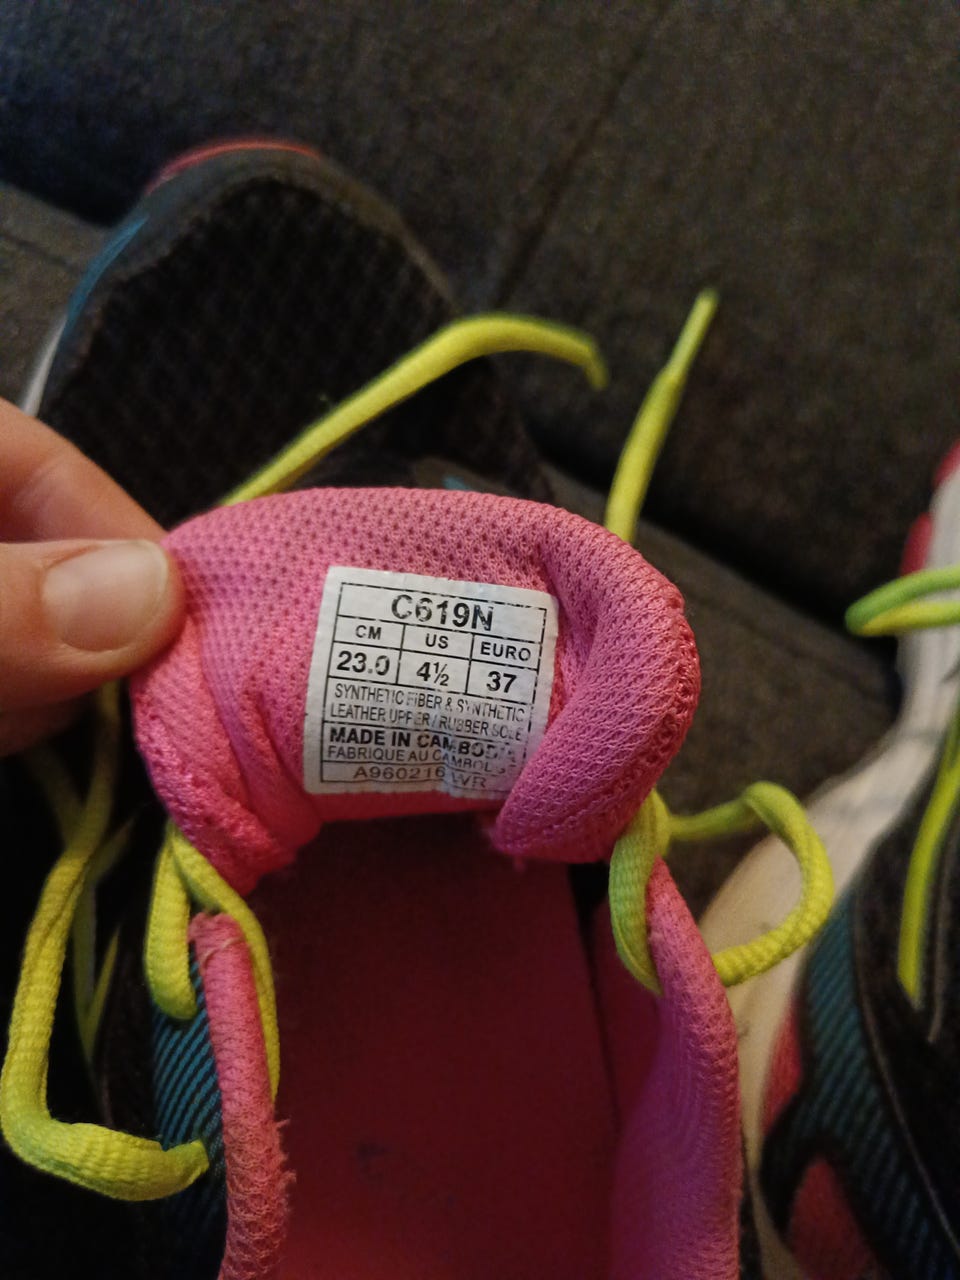 C619N
CM US EURO
23.0 4½ 37
SYNTHETIC FIBER & SYNTHETIC
LEATHER UPPER / RUBBER SOLE
MADE IN CAMBODIA
FABRIQUE AU CAMBODGE
A960216 WR